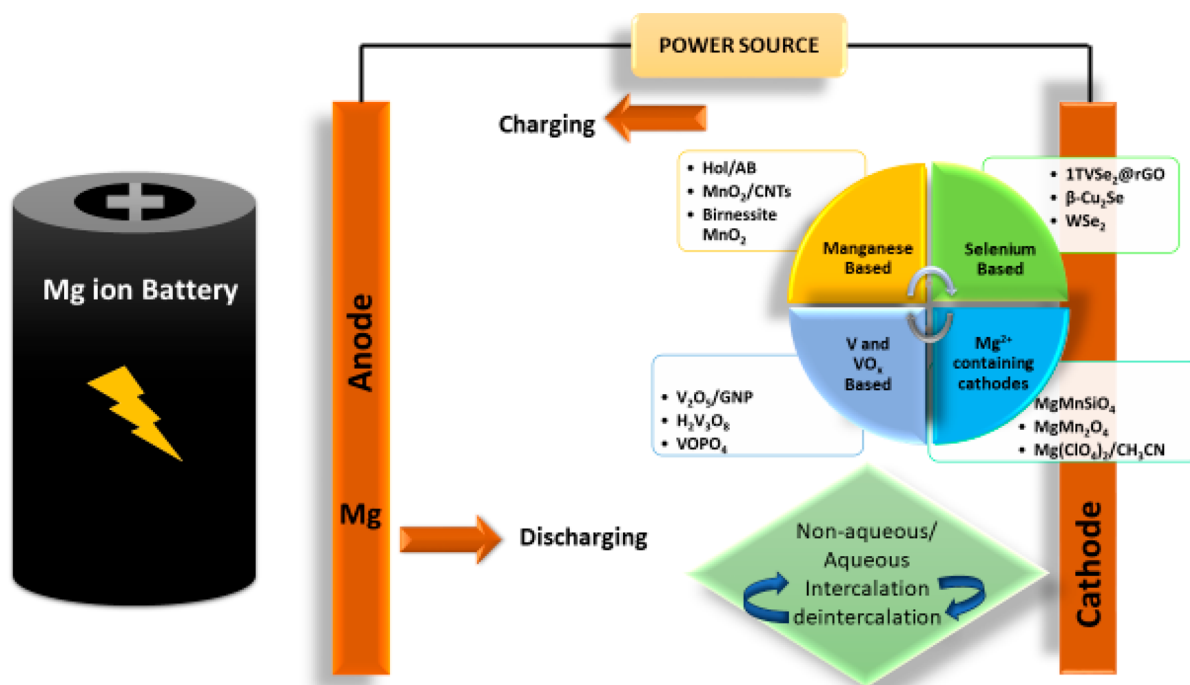 POWER SOURCE
Charging
Mg ion Battery
Anode
Mg
Discharging
• Hol/AB
• MnO₂/CNTs
• Birnessite
MnO₂
• 1TVSe₂@rGO
• β-Cu₂Se
• WSe₂
Manganese
Based
Selenium
Based
V and
VOₓ
Based
Mg²⁺
containing
cathodes
• V₂O₅/GNP
• H₂V₃O₈
• VOPO₄
MgMnSiO₄
• MgMn₂O₄
• Mg(ClO₄)₂/CH₃CN
Non-aqueous/
Aqueous
Intercalation
deintercalation
Cathode